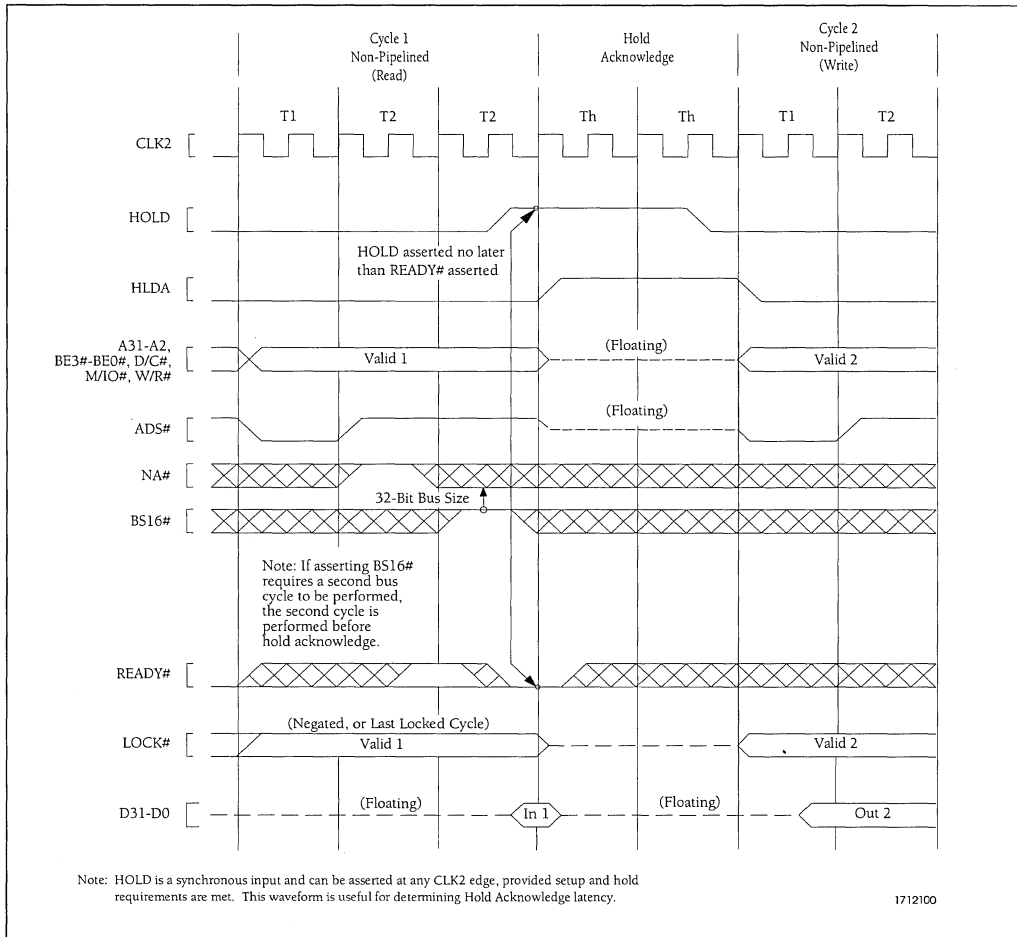 Cycle 1
Non-Pipelined
(Read)
Hold
Acknowledge
Cycle 2
Non-Pipelined
(Write)
T1 T2 T2 Th Th T1 T2
CLK2
HOLD
HOLD asserted no later
than READY# asserted
HLDA
A31-A2,
BE3#-BE0#, D/C#,
M/IO#, W/R#
Valid 1 (Floating) Valid 2
ADS# (Floating)
NA#
32-Bit Bus Size
BS16#
Note: If asserting BS16#
requires a second bus
cycle to be performed,
the second cycle is
performed before
hold acknowledge.
READY#
(Negated, or Last Locked Cycle)
LOCK# Valid 1 Valid 2
D31-D0 (Floating) In 1 (Floating) Out 2
Note: HOLD is a synchronous input and can be asserted at any CLK2 edge, provided setup and hold
requirements are met. This waveform is useful for determining Hold Acknowledge latency.
1712100